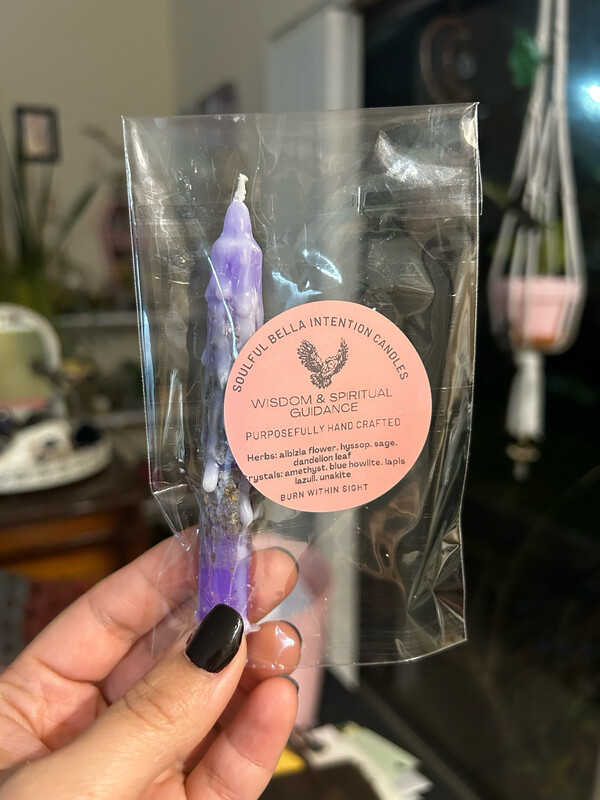 SOULFUL BELLA INTENTION CANDLES
WISDOM & SPIRITUAL
GUIDANCE
PURPOSEFULLY HAND CRAFTED
Herbs: albizia flower, hyssop, sage,
dandelion leaf
rystals: amethyst, blue howlite, lapis
lazuli, unakite
BURN WITHIN SIGHT